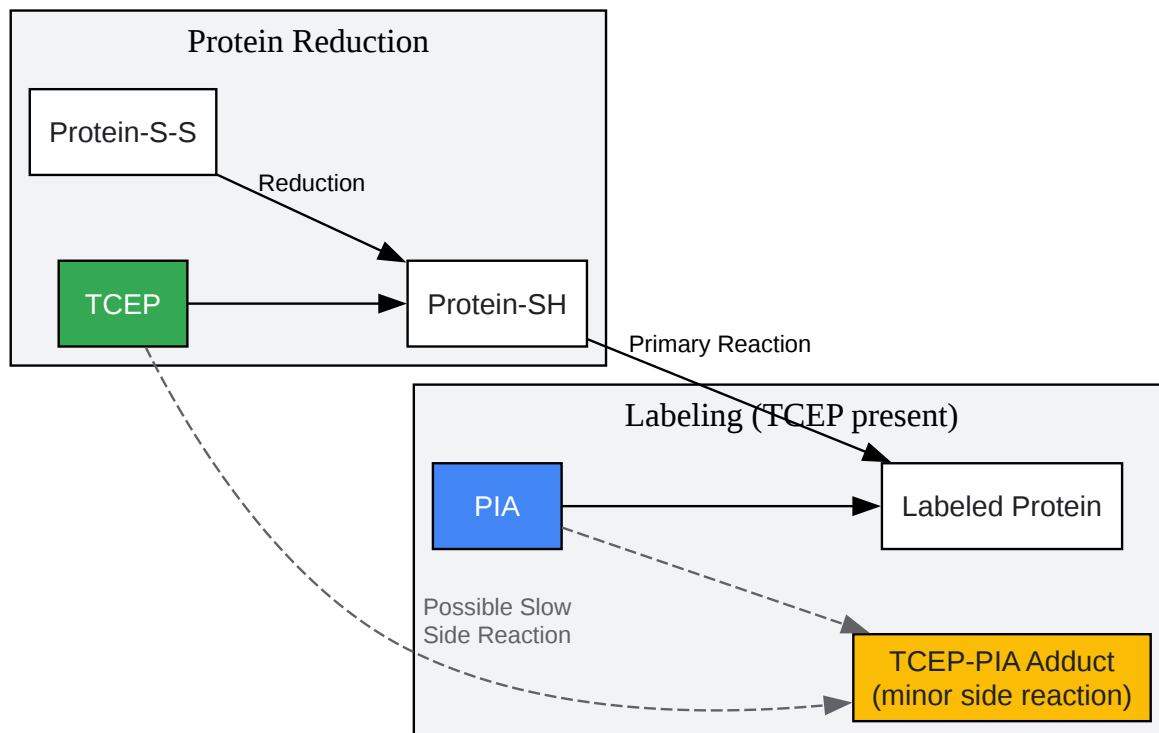 Protein Reduction
Protein-S-S
Reduction
TCEP
Protein-SH
Primary Reaction
Labeling (TCEP present)
PIA
Labeled Protein
Possible Slow
Side Reaction
TCEP-PIA Adduct
(minor side reaction)